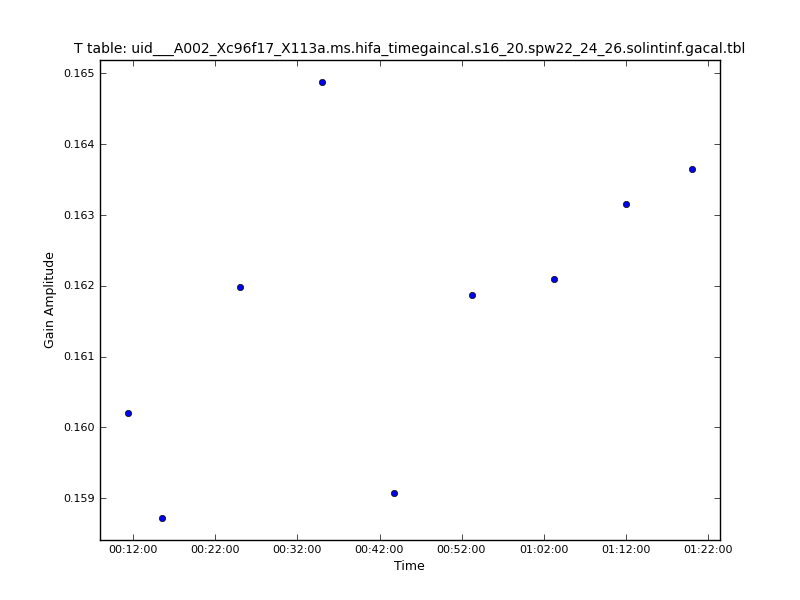 T table: uid___A002_Xc96f17_X113a.ms.hifa_timegaincal.s16_20.spw22_24_26.solintinf.gacal.tbl
0.165
0.164
0.163
0.162
0.161
0.160
0.159
Gain Amplitude
00:12:00 00:22:00 00:32:00 00:42:00 00:52:00 01:02:00 01:12:00 01:22:00
Time